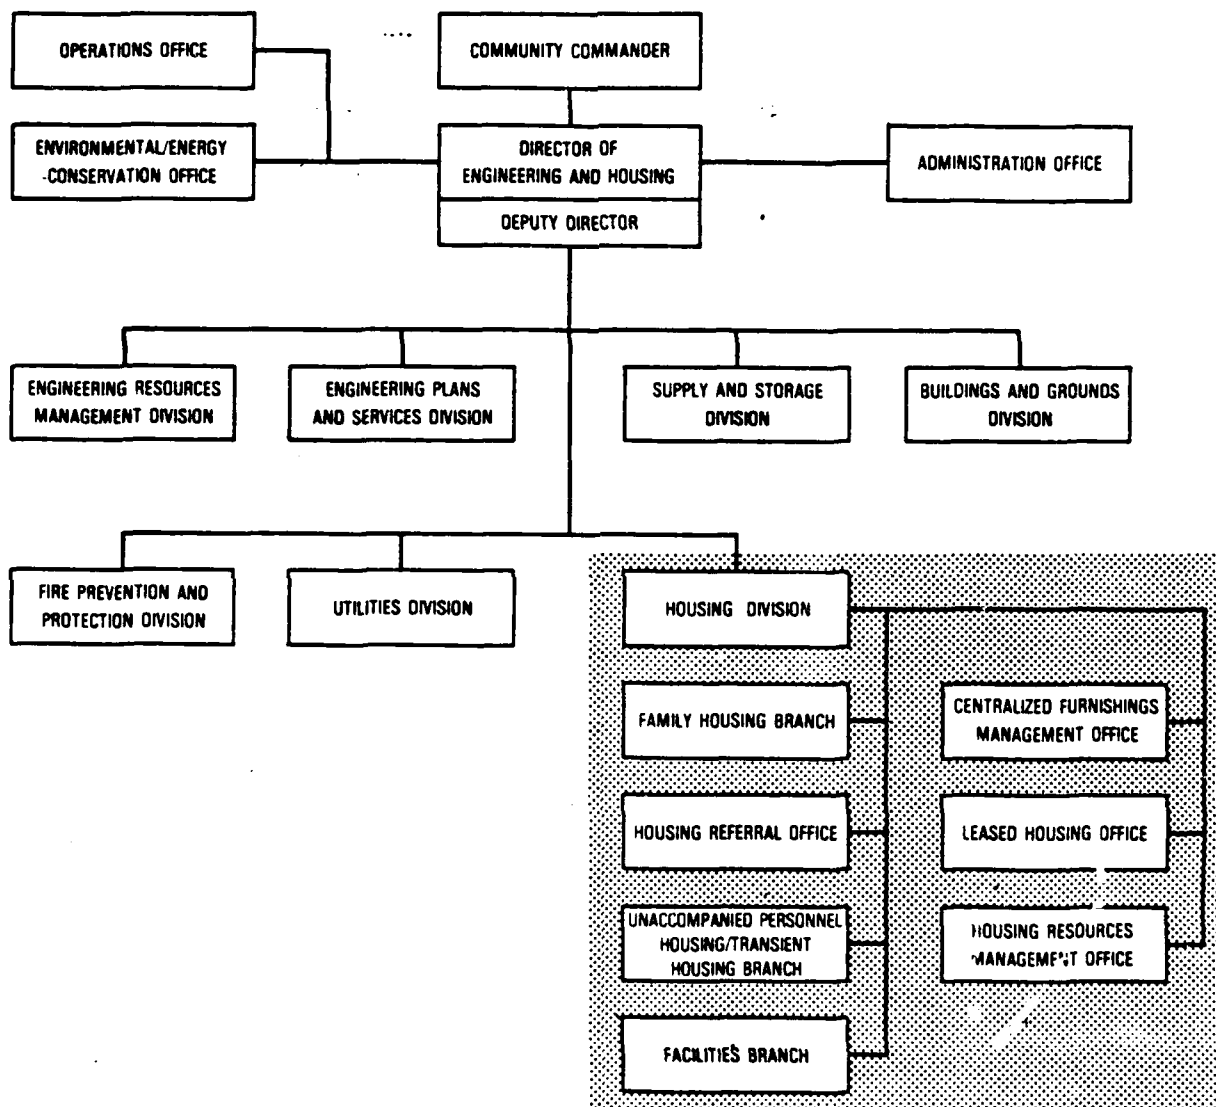 OPERATIONS OFFICE
COMMUNITY COMMANDER
ENVIRONMENTAL/ENERGY
CONSERVATION OFFICE
DIRECTOR OF
ENGINEERING AND HOUSING
DEPUTY DIRECTOR
ADMINISTRATION OFFICE
ENGINEERING RESOURCES
MANAGEMENT DIVISION
ENGINEERING PLANS
AND SERVICES DIVISION
SUPPLY AND STORAGE
DIVISION
BUILDINGS AND GROUNDS
DIVISION
FIRE PREVENTION AND
PROTECTION DIVISION
UTILITIES DIVISION
HOUSING DIVISION
FAMILY HOUSING BRANCH
CENTRALIZED FURNISHINGS
MANAGEMENT OFFICE
HOUSING REFERRAL OFFICE
LEASED HOUSING OFFICE
UNACCOMPANIED PERSONNEL
HOUSING/TRANSIENT
HOUSING BRANCH
HOUSING RESOURCES
MANAGEMENT OFFICE
FACILITIES BRANCH